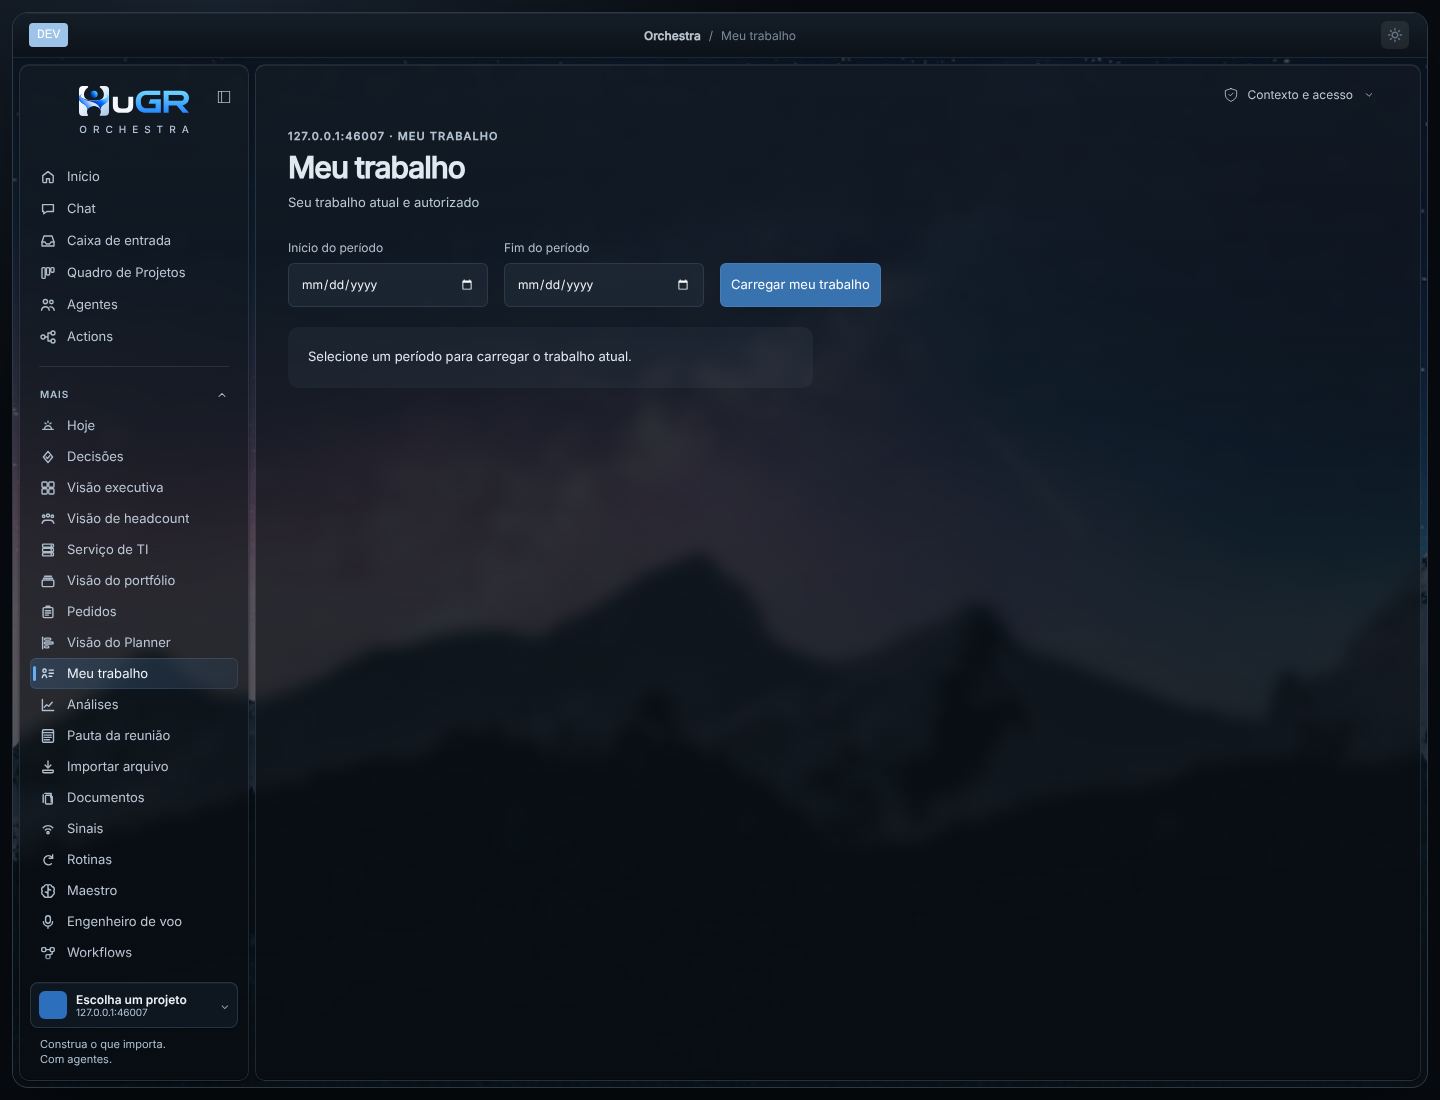 DEV
Orchestra / Meu trabalho
HuGR
ORCHESTRA
Contexto e acesso
Início
Chat
Caixa de entrada
Quadro de Projetos
Agentes
Actions
MAIS
Hoje
Decisões
Visão executiva
Visão de headcount
Serviço de TI
Visão do portfólio
Pedidos
Visão do Planner
Meu trabalho
Análises
Pauta da reunião
Importar arquivo
Documentos
Sinais
Rotinas
Maestro
Engenheiro de voo
Workflows
Escolha um projeto
127.0.0.1:46007
Construa o que importa.
Com agentes.
127.0.0.1:46007 · MEU TRABALHO
Meu trabalho
Seu trabalho atual e autorizado
Início do período
Fim do período
mm/dd/yyyy
mm/dd/yyyy
Carregar meu trabalho
Selecione um período para carregar o trabalho atual.